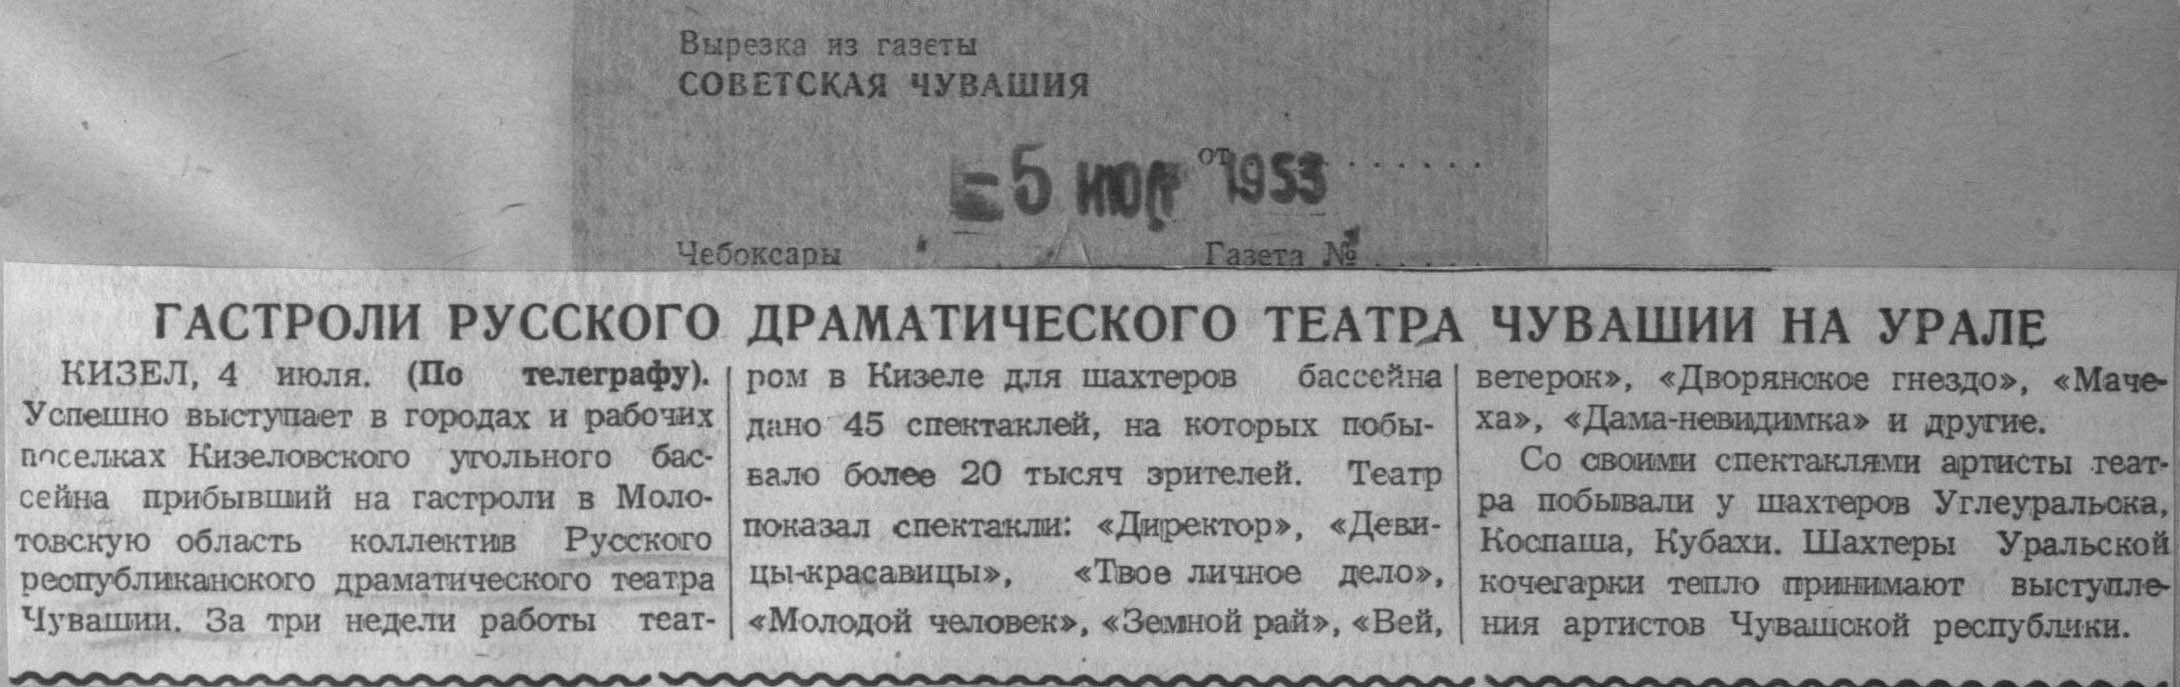 Вырезка из газеты
СОВЕТСКАЯ ЧУВАШИЯ
от . . . . . . .
5 ИЮЛ 1953
Чебоксары Газета № . . . . .
ГАСТРОЛИ РУССКОГО ДРАМАТИЧЕСКОГО ТЕАТРА ЧУВАШИИ НА УРАЛЕ
КИЗЕЛ, 4 июля. (По телеграфу).
Успешно выступает в городах и рабочих
поселках Кизеловского угольного бас-
сейна прибывший на гастроли в Моло-
товскую область коллектив Русского
республиканского драматического театра
Чувашии. За три недели работы теат-
ром в Кизеле для шахтеров бассейна
дано 45 спектаклей, на которых побы-
вало более 20 тысяч зрителей. Театр
показал спектакли: «Директор», «Деви-
цы-красавицы», «Твое личное дело»,
«Молодой человек», «Земной рай», «Вей,
ветерок», «Дворянское гнездо», «Маче-
ха», «Дама-невидимка» и другие.
Со своими спектаклями артисты теат-
ра побывали у шахтеров Углеуральска,
Коспаша, Кубахи. Шахтеры Уральской
кочегарки тепло принимают выступле-
ния артистов Чувашской республики.